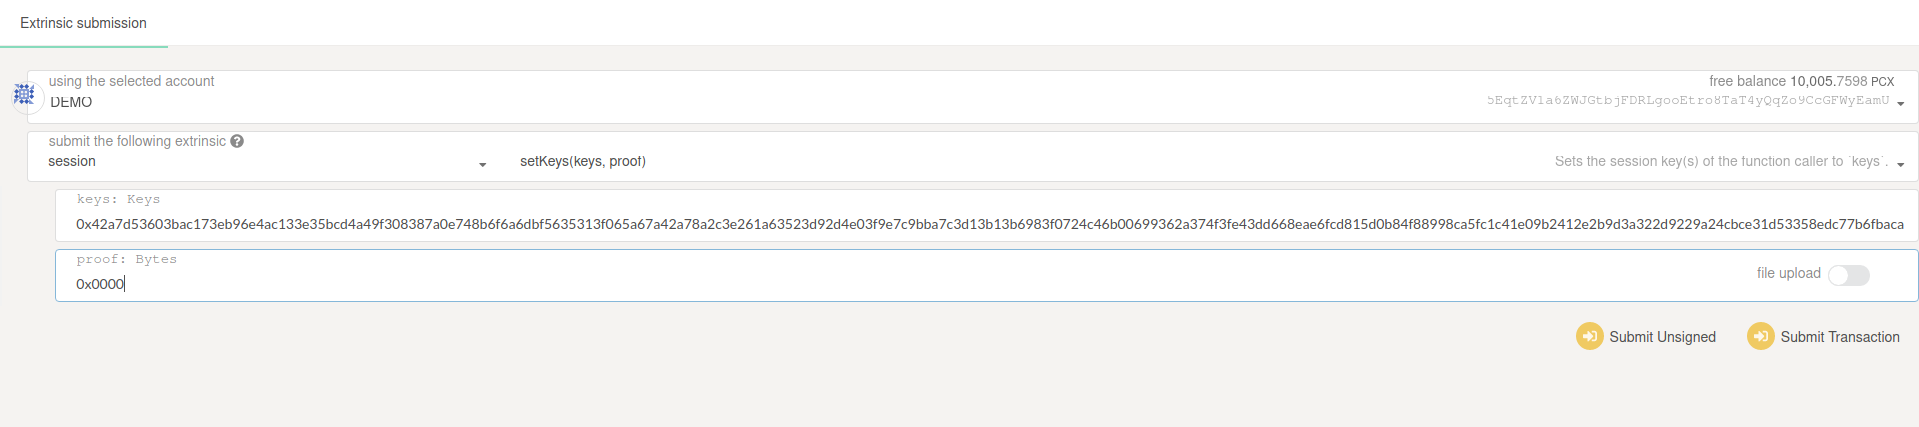 Extrinsic submission
using the selected account
free balance 10,005.7598 PCX
DEMO
5EqtZV1a6ZWJGtbjFDRLgooEtro8TaT4yQqZo9CcGFWyEamU
submit the following extrinsic
session
setKeys(keys, proof)
Sets the session key(s) of the function caller to `keys`.
keys: Keys
0x42a7d53603bac173eb96e4ac133e35bcd4a49f308387a0e748b6f6a6dbf5635313f065a67a42a78a2c3e261a63523d92d4e03f9e7c9bba7c3d13b13b6983f0724c46b00699362a374f3fe43dd668eae6fcd815d0b84f88998ca5fc1c41e09b2412e2b9d3a322d9229a24cbce31d53358edc77b6fbaca
proof: Bytes
0x0000
file upload
Submit Unsigned
Submit Transaction